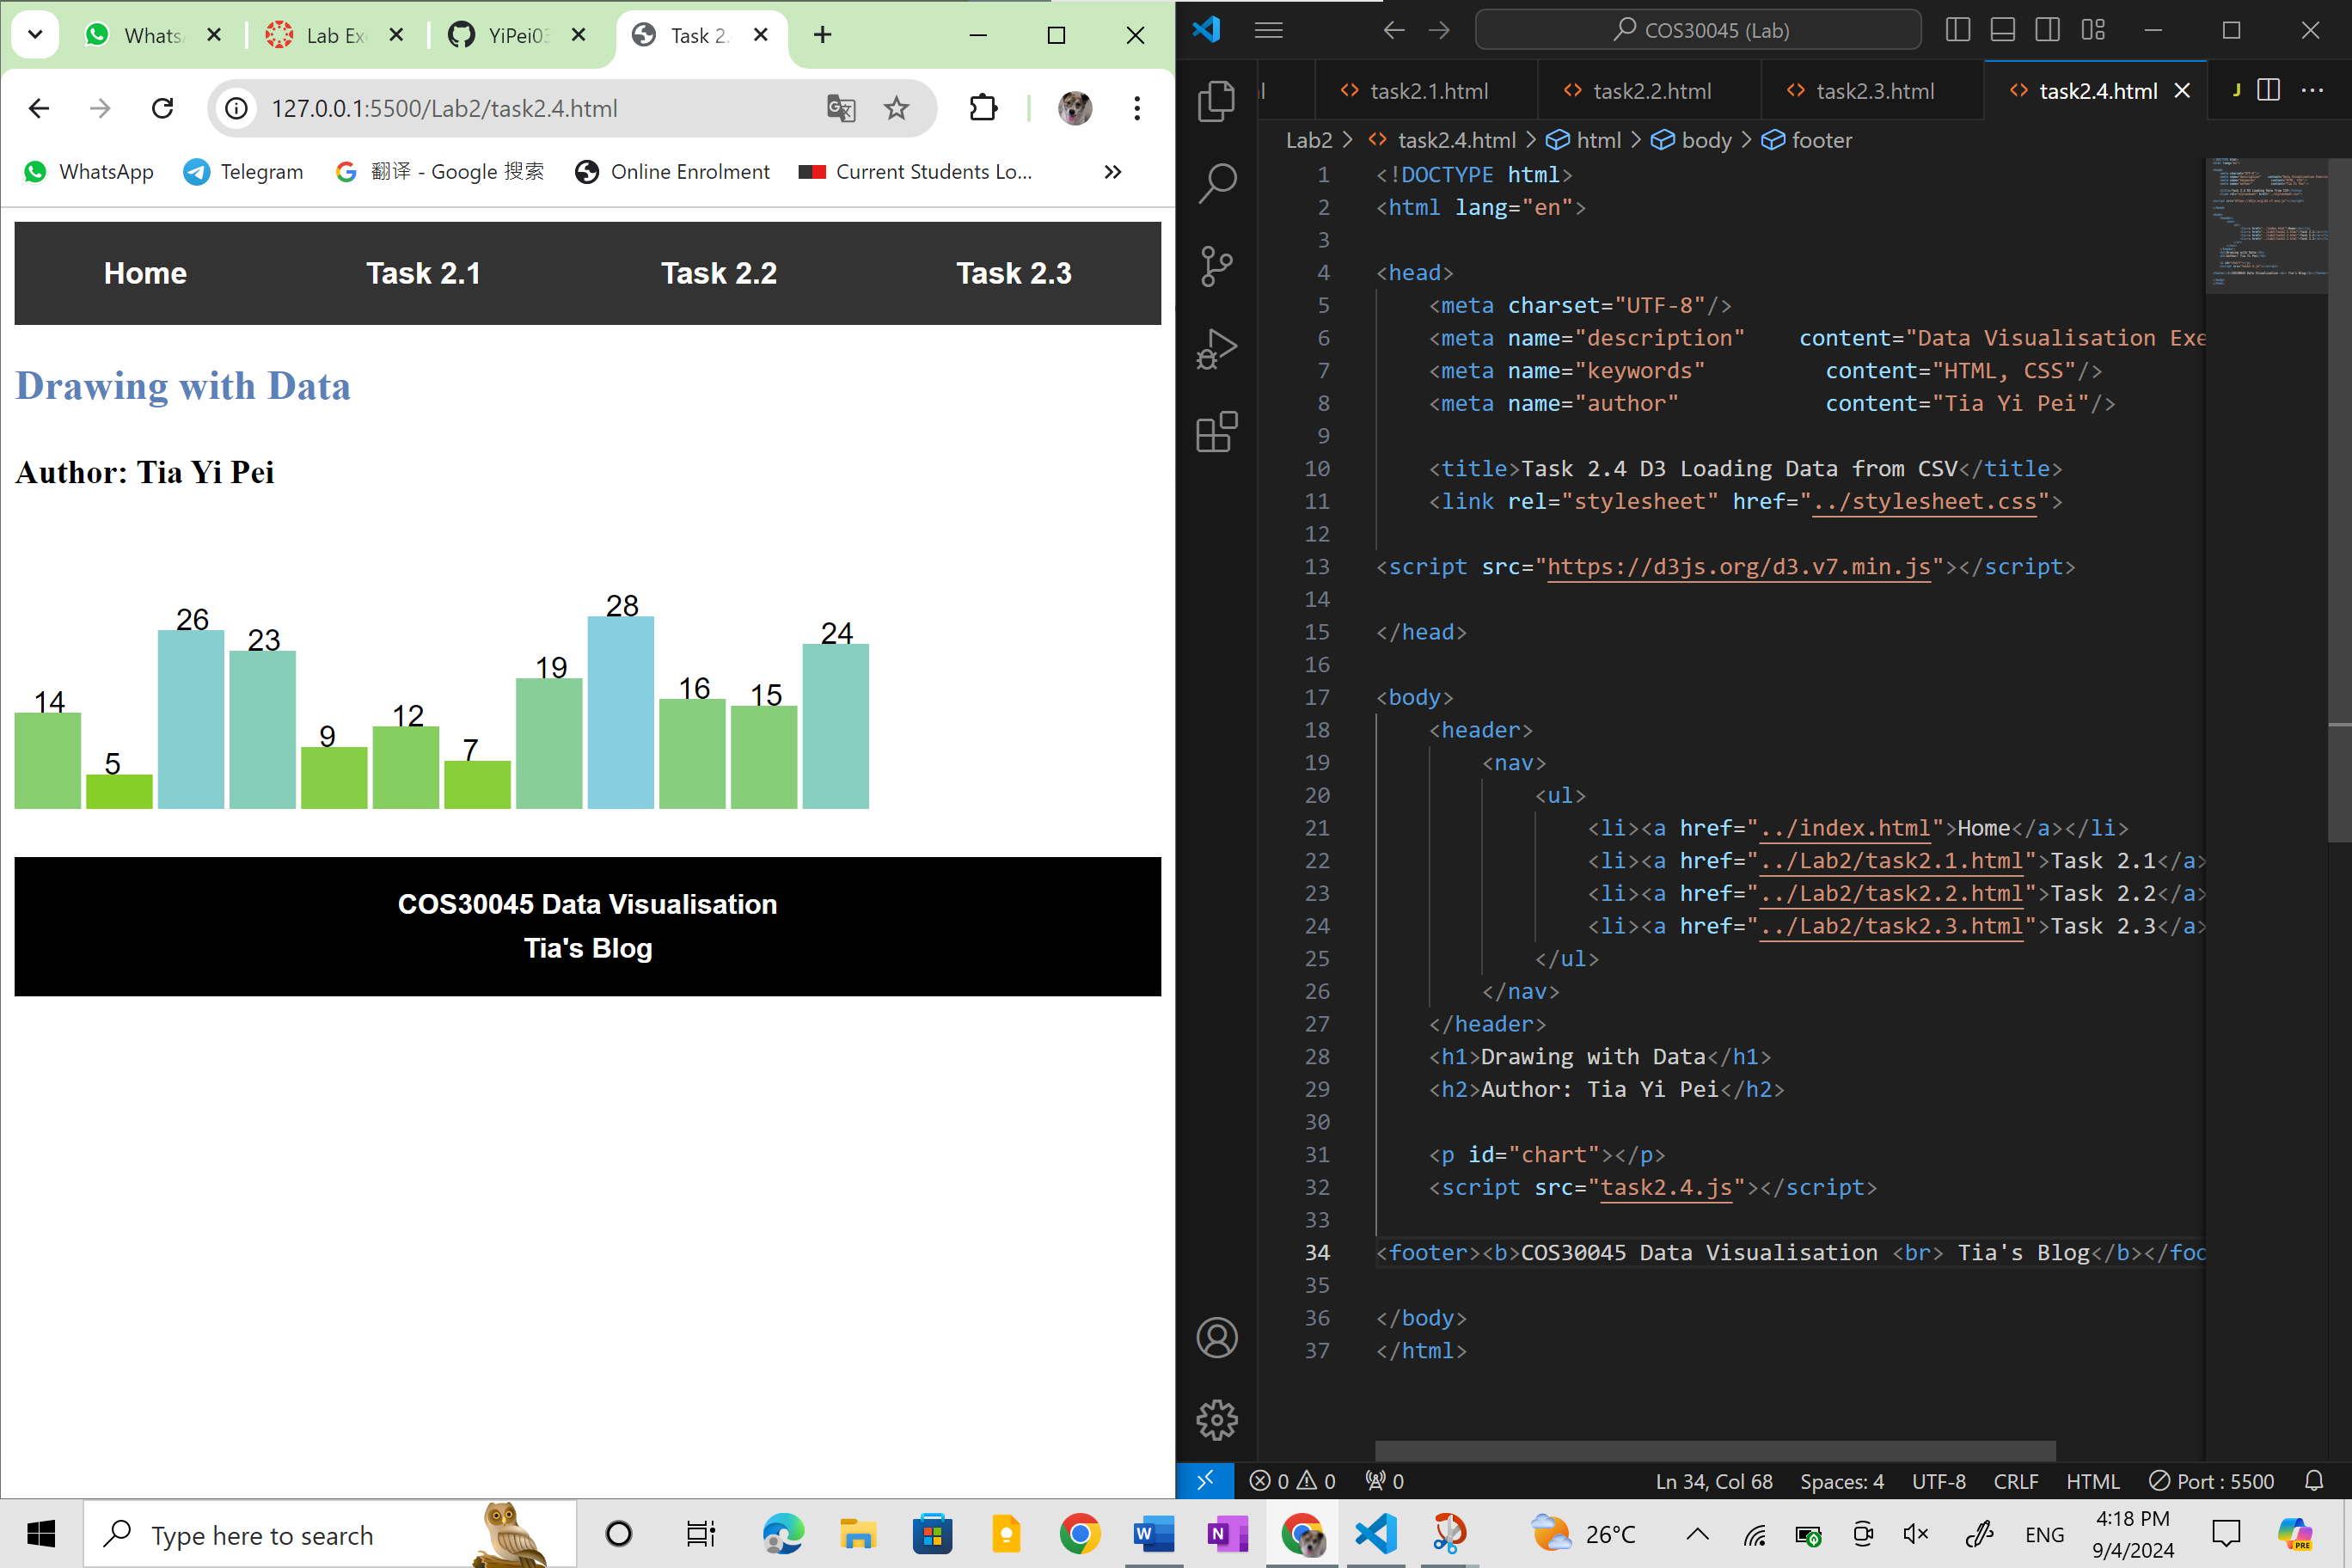 Whats
Lab Ex
YiPei03
Task 2.
127.0.0.1:5500/Lab2/task2.4.html
WhatsApp
Telegram
翻译 - Google 搜索
Online Enrolment
Current Students Lo...
Home
Task 2.1
Task 2.2
Task 2.3
Drawing with Data
Author: Tia Yi Pei
14
5
26
23
9
12
7
19
28
16
15
24
COS30045 Data Visualisation
Tia's Blog
COS30045 (Lab)
task2.1.html
task2.2.html
task2.3.html
task2.4.html
J
Lab2 > task2.4.html > html > body > footer
1 <!DOCTYPE html>
2 <html lang="en">
3
4 <head>
5 <meta charset="UTF-8"/>
6 <meta name="description" content="Data Visualisation Exe
7 <meta name="keywords" content="HTML, CSS"/>
8 <meta name="author" content="Tia Yi Pei"/>
9
10 <title>Task 2.4 D3 Loading Data from CSV</title>
11 <link rel="stylesheet" href="../stylesheet.css">
12
13 <script src="https://d3js.org/d3.v7.min.js"></script>
14
15 </head>
16
17 <body>
18 <header>
19 <nav>
20 <ul>
21 <li><a href="../index.html">Home</a></li>
22 <li><a href="../Lab2/task2.1.html">Task 2.1</a>
23 <li><a href="../Lab2/task2.2.html">Task 2.2</a>
24 <li><a href="../Lab2/task2.3.html">Task 2.3</a>
25 </ul>
26 </nav>
27 </header>
28 <h1>Drawing with Data</h1>
29 <h2>Author: Tia Yi Pei</h2>
30
31 <p id="chart"></p>
32 <script src="task2.4.js"></script>
33
34 <footer><b>COS30045 Data Visualisation <br> Tia's Blog</b></foo
35
36 </body>
37 </html>
0 0 0
Ln 34, Col 68
Spaces: 4
UTF-8
CRLF
HTML
Port : 5500
Type here to search
26°C
ENG
4:18 PM
9/4/2024
PRE